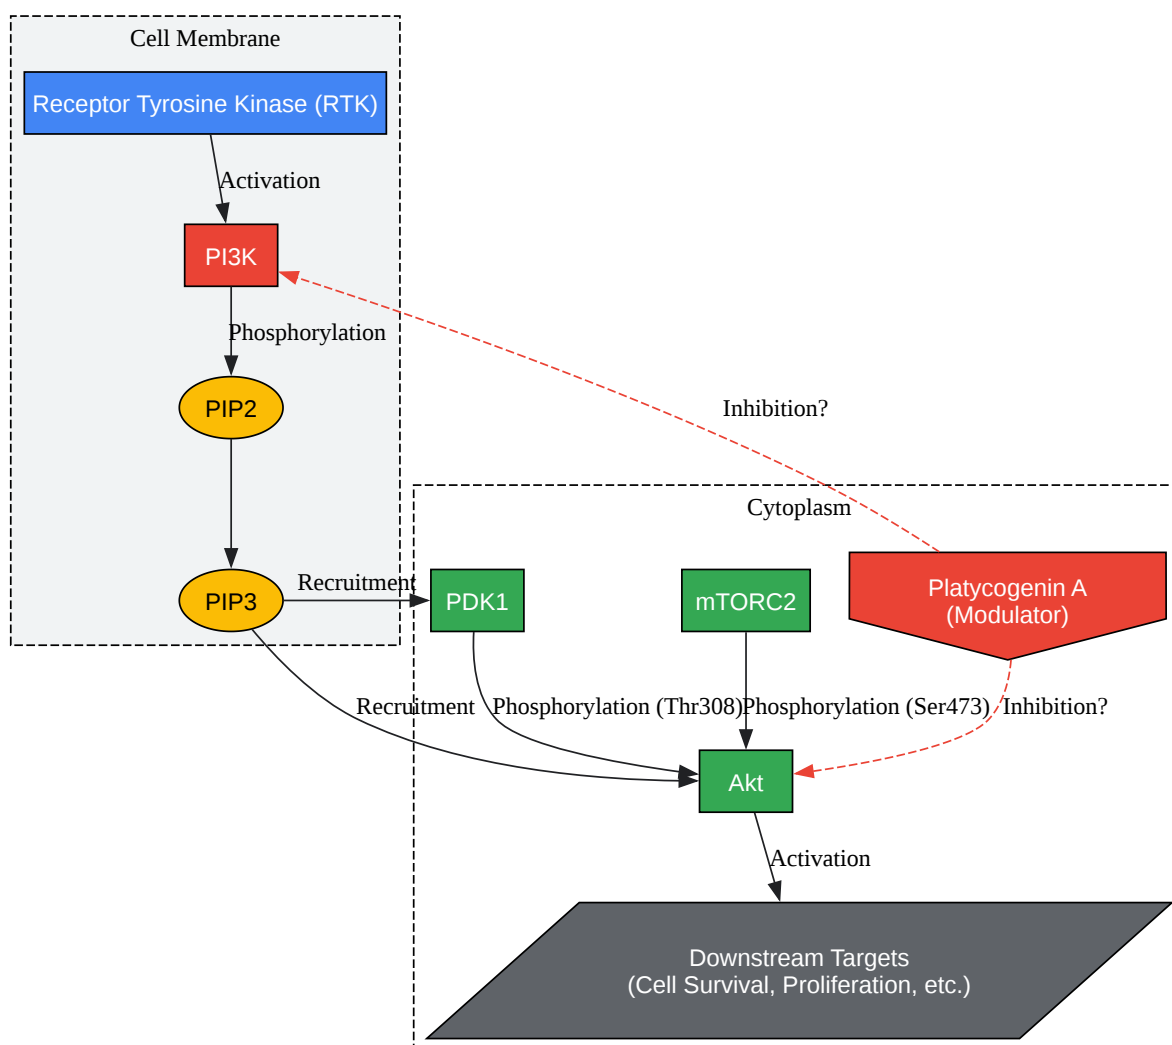 Cell Membrane
Receptor Tyrosine Kinase (RTK)
Activation
PI3K
Phosphorylation
PIP2
Inhibition?
Cytoplasm
PIP3
Recruitment
PDK1
mTORC2
Platycogenin A
(Modulator)
Recruitment
Phosphorylation (Thr308)
Phosphorylation (Ser473)
Inhibition?
Akt
Activation
Downstream Targets
(Cell Survival, Proliferation, etc.)